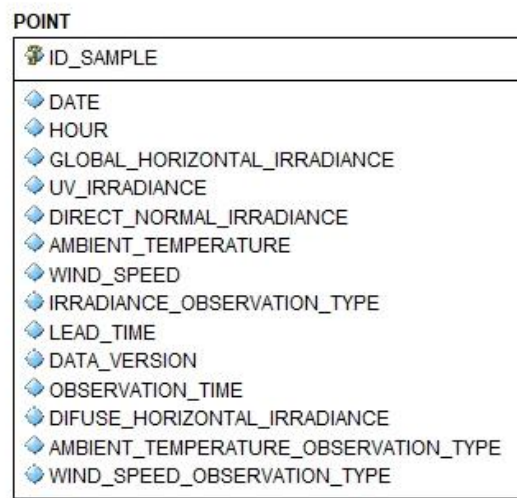 POINT
ID_SAMPLE
DATE
HOUR
GLOBAL_HORIZONTAL_IRRADIANCE
UV_IRRADIANCE
DIRECT_NORMAL_IRRADIANCE
AMBIENT_TEMPERATURE
WIND_SPEED
IRRADIANCE_OBSERVATION_TYPE
LEAD_TIME
DATA_VERSION
OBSERVATION_TIME
DIFUSE_HORIZONTAL_IRRADIANCE
AMBIENT_TEMPERATURE_OBSERVATION_TYPE
WIND_SPEED_OBSERVATION_TYPE